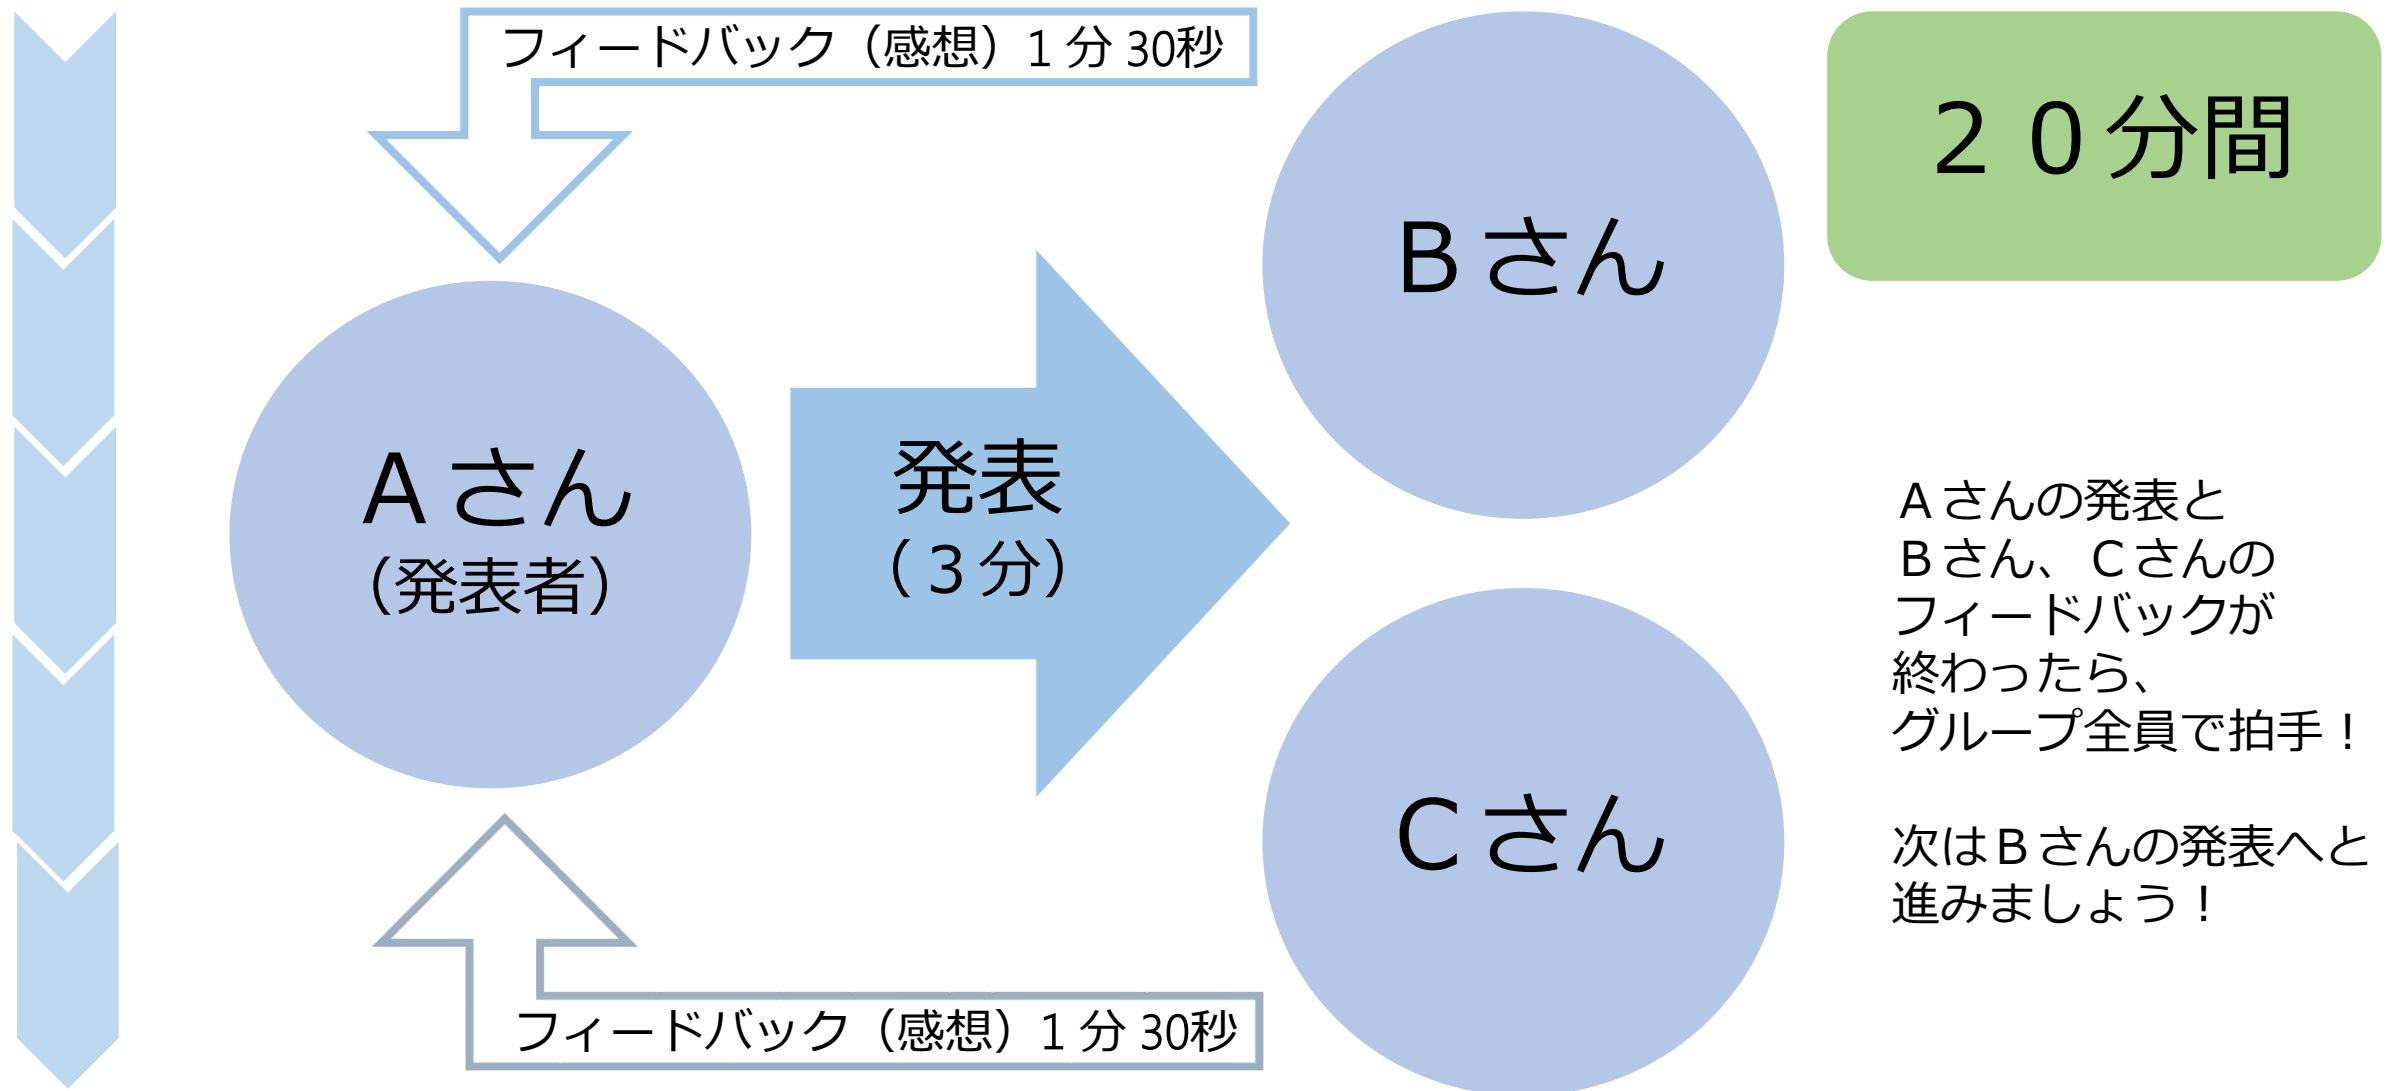 フィードバック（感想）１分30秒
２０分間
Ｂさん
Ａさん
（発表者）
発表
（３分）
Ａさんの発表と
Ｂさん、Ｃさんの
フィードバックが
終わったら、
グループ全員で拍手！
次はＢさんの発表へと
進みましょう！
Ｃさん
フィードバック（感想）１分30秒